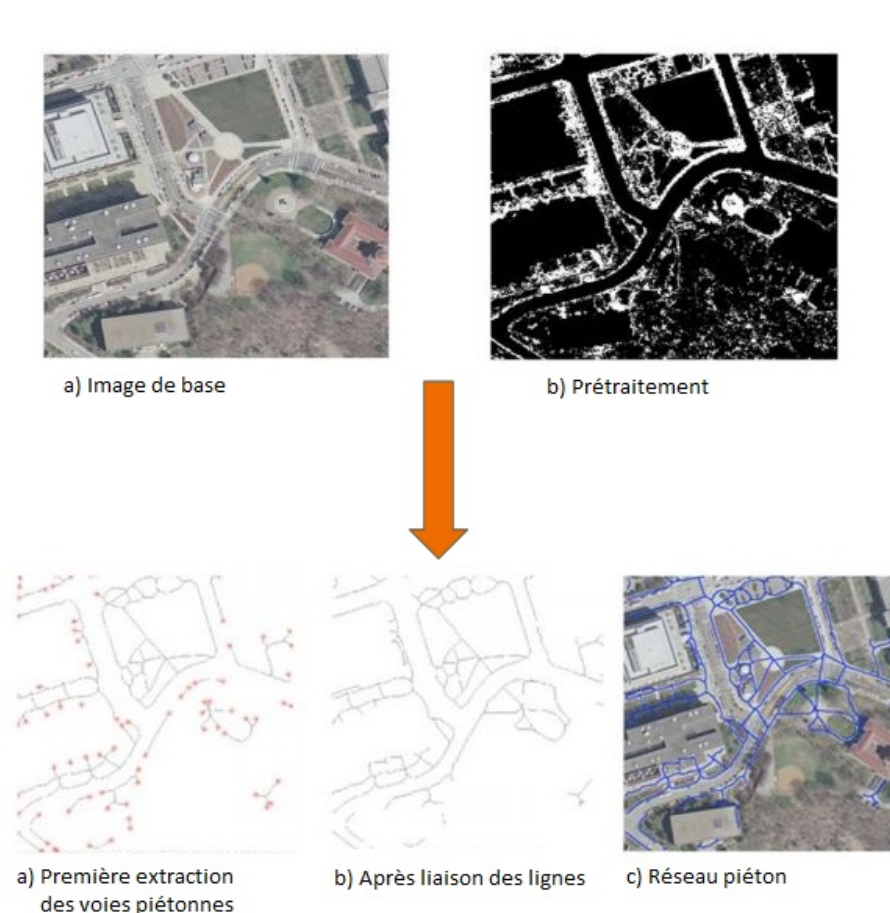 a) Image de base
b) Prétraitement
a) Première extraction
des voies piétonnes
b) Après liaison des lignes
c) Réseau piéton